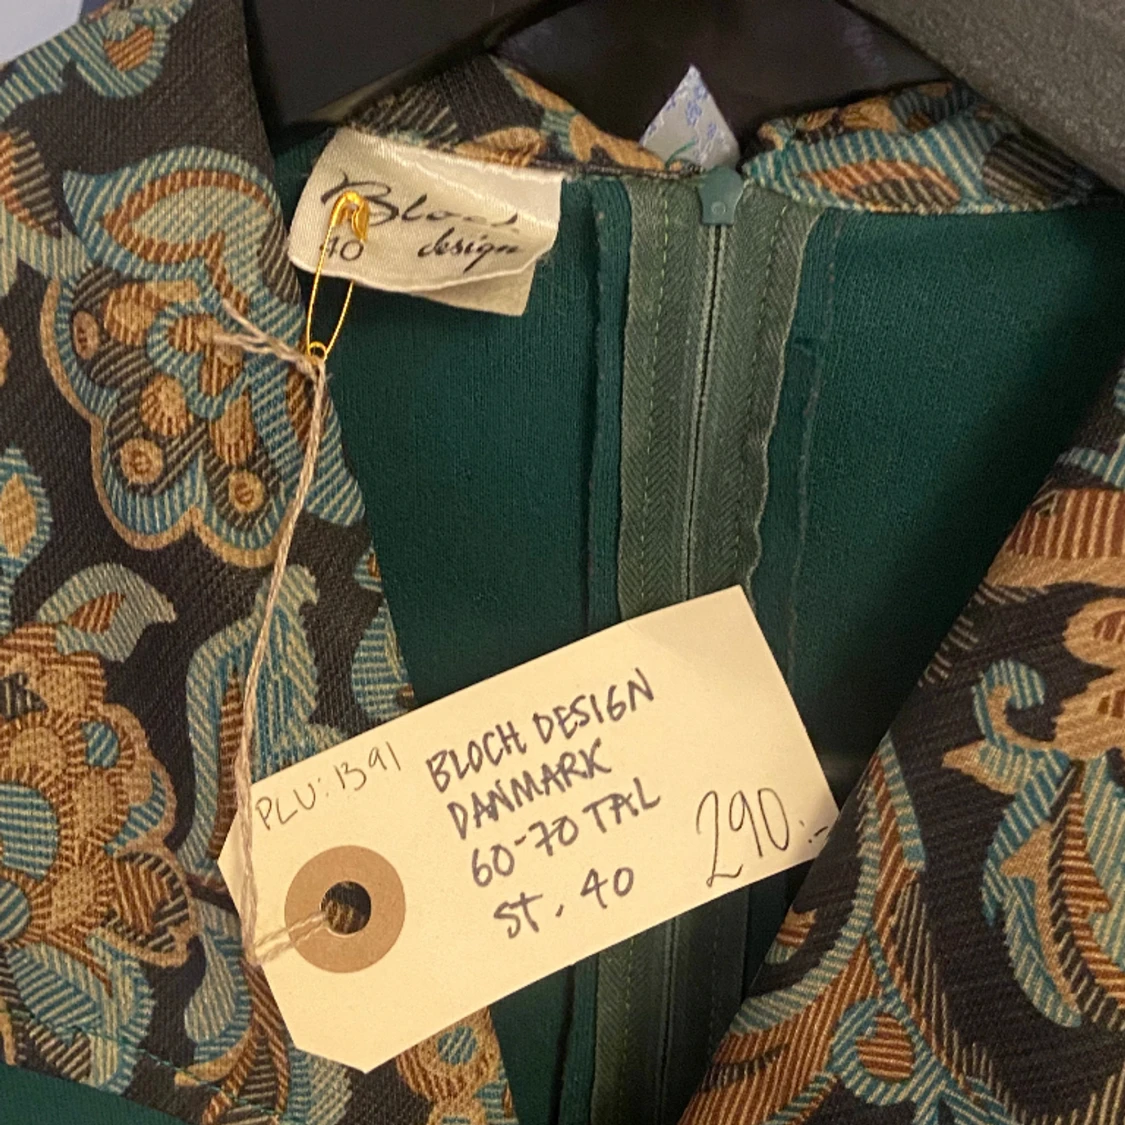 Bloch
40 design
PLU: 1391
BLOCH DESIGN
DANMARK
60-70 TAL
ST. 40
290:-